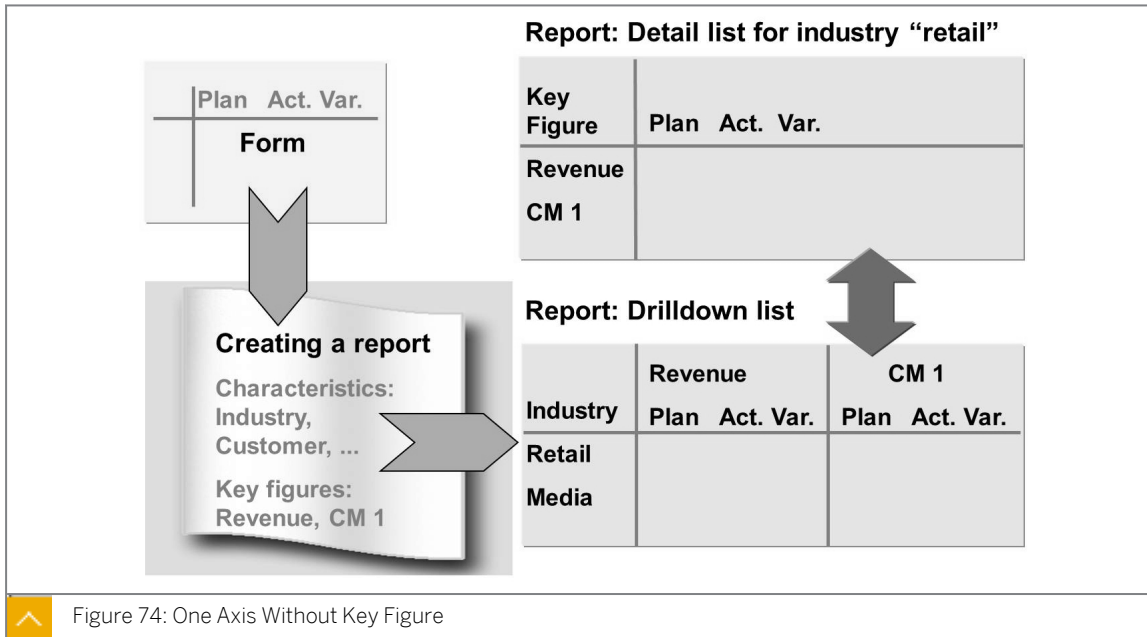 Plan Act. Var.
Form
Creating a report
Characteristics:
Industry,
Customer, ...
Key figures:
Revenue, CM 1
Report: Detail list for industry “retail”
Key
Figure Plan Act. Var.
Revenue
CM 1
Report: Drilldown list
Revenue CM 1
Industry Plan Act. Var. Plan Act. Var.
Retail
Media
Figure 74: One Axis Without Key Figure